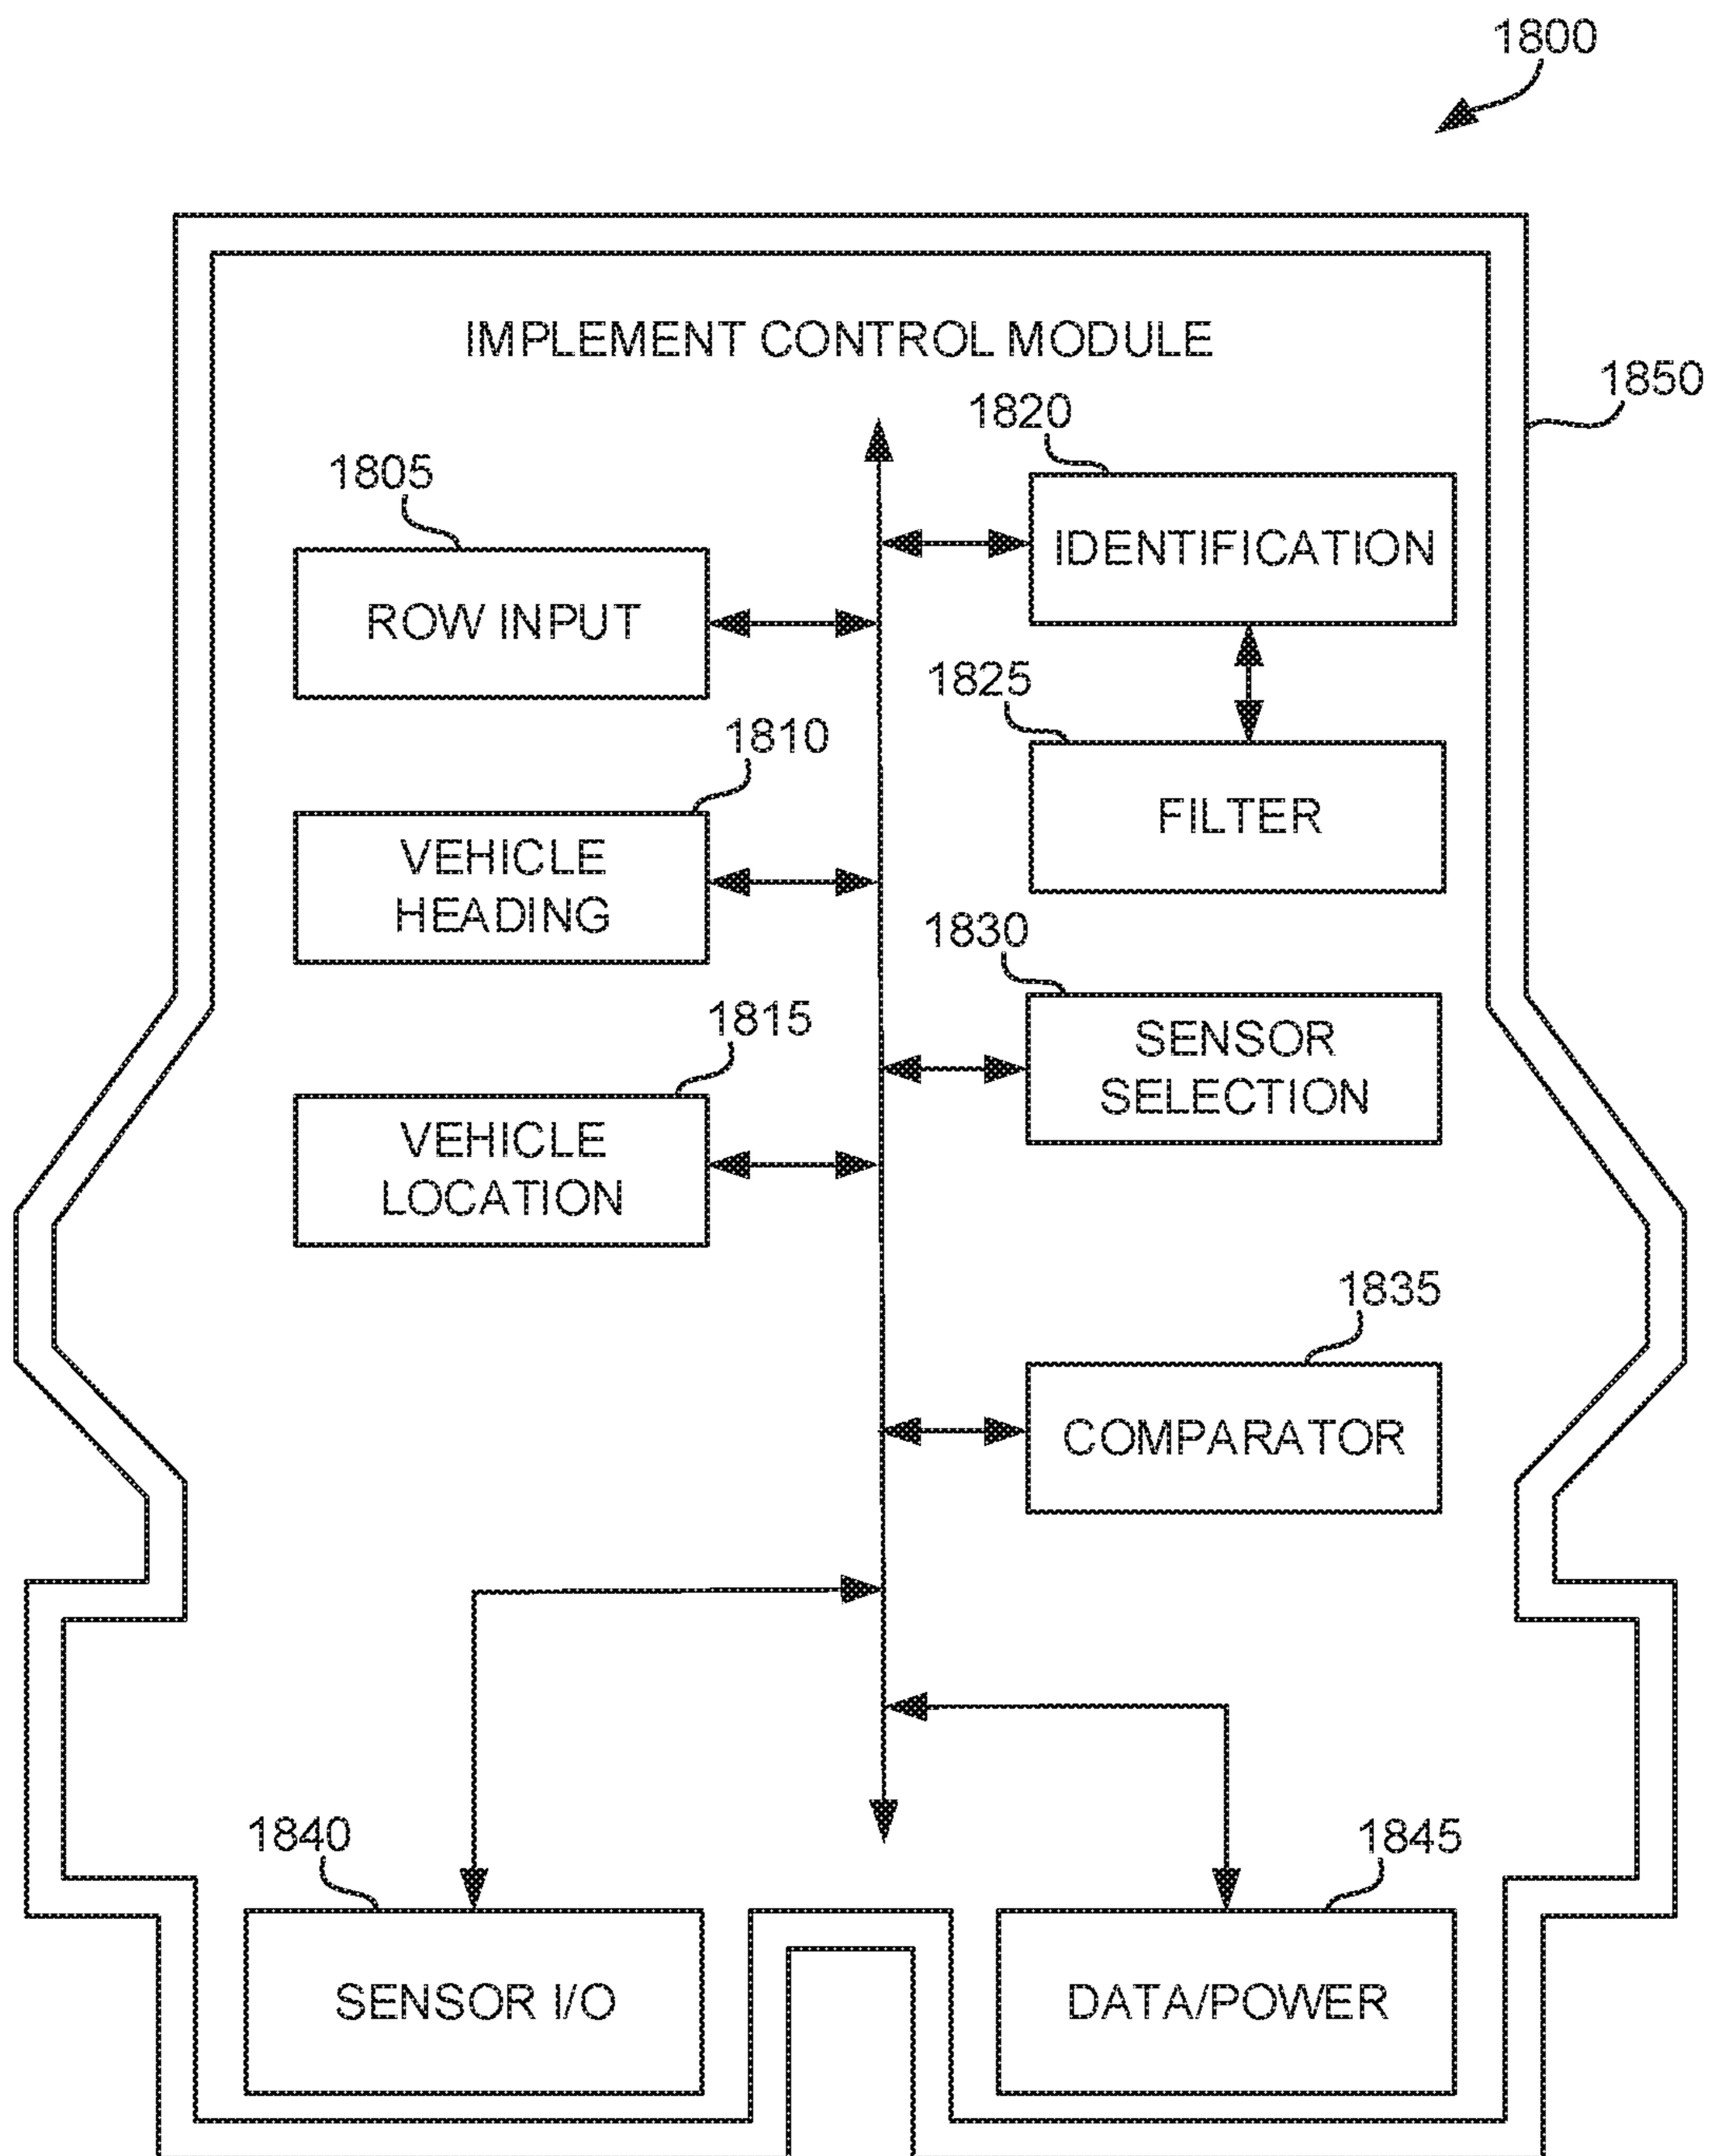 1800
IMPLEMENT CONTROL MODULE
1850
1820
1805
IDENTIFICATION
ROW INPUT
1825
1810
FILTER
VEHICLE
HEADING
1830
1815
SENSOR
SELECTION
VEHICLE
LOCATION
1835
COMPARATOR
1840
1845
SENSOR I/O
DATA/POWER